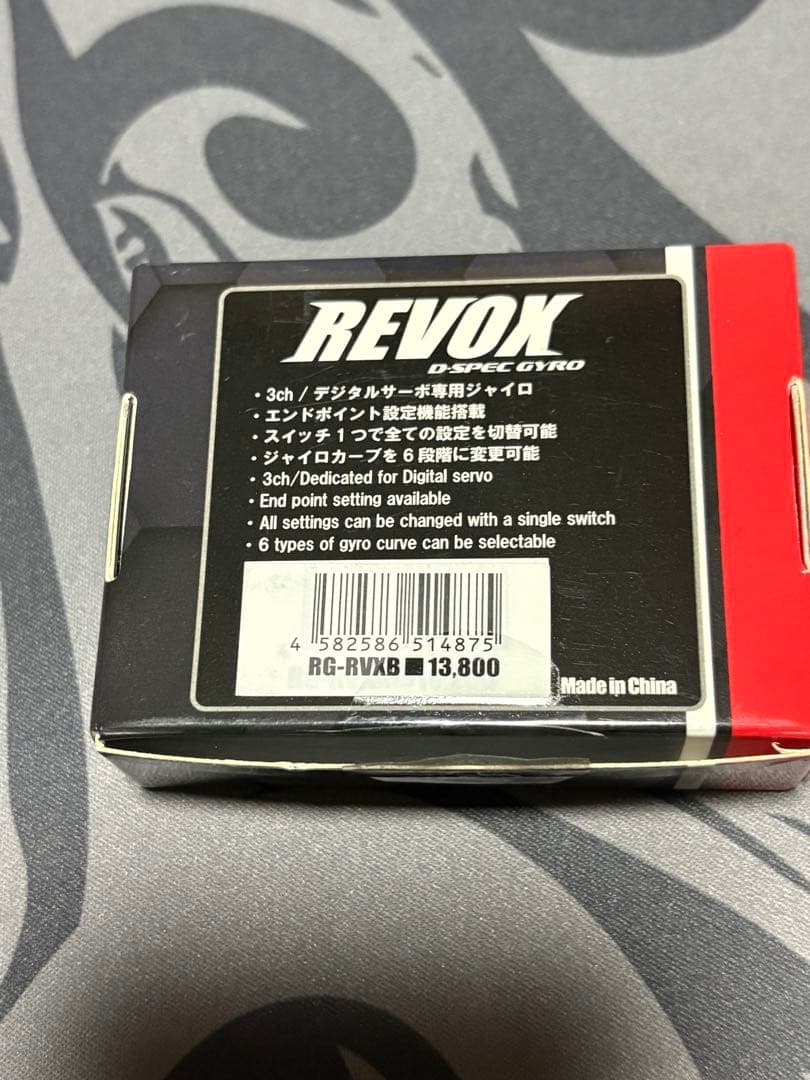 REVOX
D-SPEC GYRO
・3ch / デジタルサーボ専用ジャイロ
・エンドポイント設定機能搭載
・スイッチ1つで全ての設定を切替可能
・ジャイロカーブを6段階に変更可能
・3ch/Dedicated for Digital servo
・End point setting available
・All settings can be changed with a single switch
・6 types of gyro curve can be selectable
4 582586 514875
RG-RVXB■13,800
Made in China